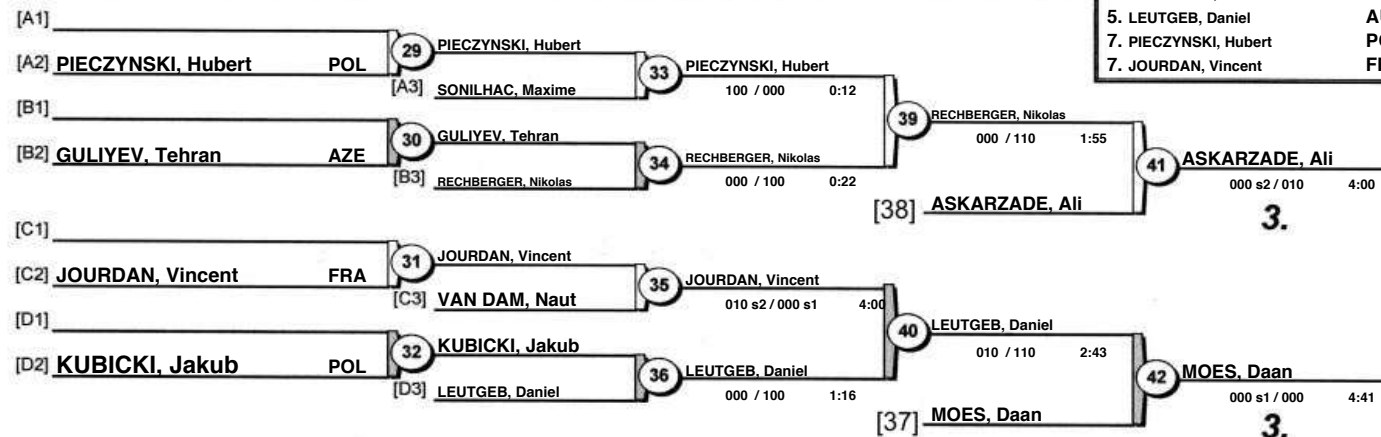 5. LEUTGEB, Daniel
7. PIECZYNSKI, Hubert
7. JOURDAN, Vincent
[A1]
[A2] PIECZYNSKI, Hubert POL
29 PIECZYNSKI, Hubert
[A3] SONILHAC, Maxime
33 PIECZYNSKI, Hubert
100 / 000 0:12
[B1]
[B2] GULIYEV, Tehran AZE
30 GULIYEV, Tehran
[B3] RECHBERGER, Nikolas
34 RECHBERGER, Nikolas
000 / 100 0:22
39 RECHBERGER, Nikolas
000 / 110 1:55
[38] ASKARZADE, Ali
41 ASKARZADE, Ali
000 s2 / 010 4:00
3.
[C1]
[C2] JOURDAN, Vincent FRA
31 JOURDAN, Vincent
[C3] VAN DAM, Naut
35 JOURDAN, Vincent
010 s2 / 000 s1 4:00
[D1]
[D2] KUBICKI, Jakub POL
32 KUBICKI, Jakub
[D3] LEUTGEB, Daniel
36 LEUTGEB, Daniel
000 / 100 1:16
40 LEUTGEB, Daniel
010 / 110 2:43
[37] MOES, Daan
42 MOES, Daan
000 s1 / 000 4:41
3.